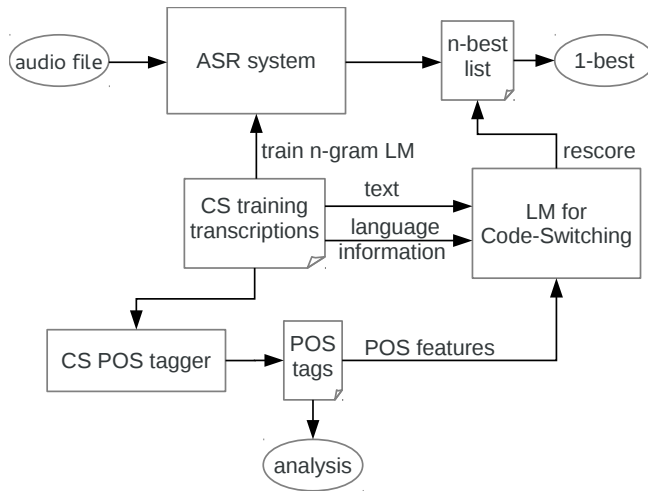 audio file
ASR system
n-best
list
1-best
train n-gram LM
rescore
CS training
transcriptions
text
language
information
LM for
Code-Switching
CS POS tagger
POS
tags
POS features
analysis